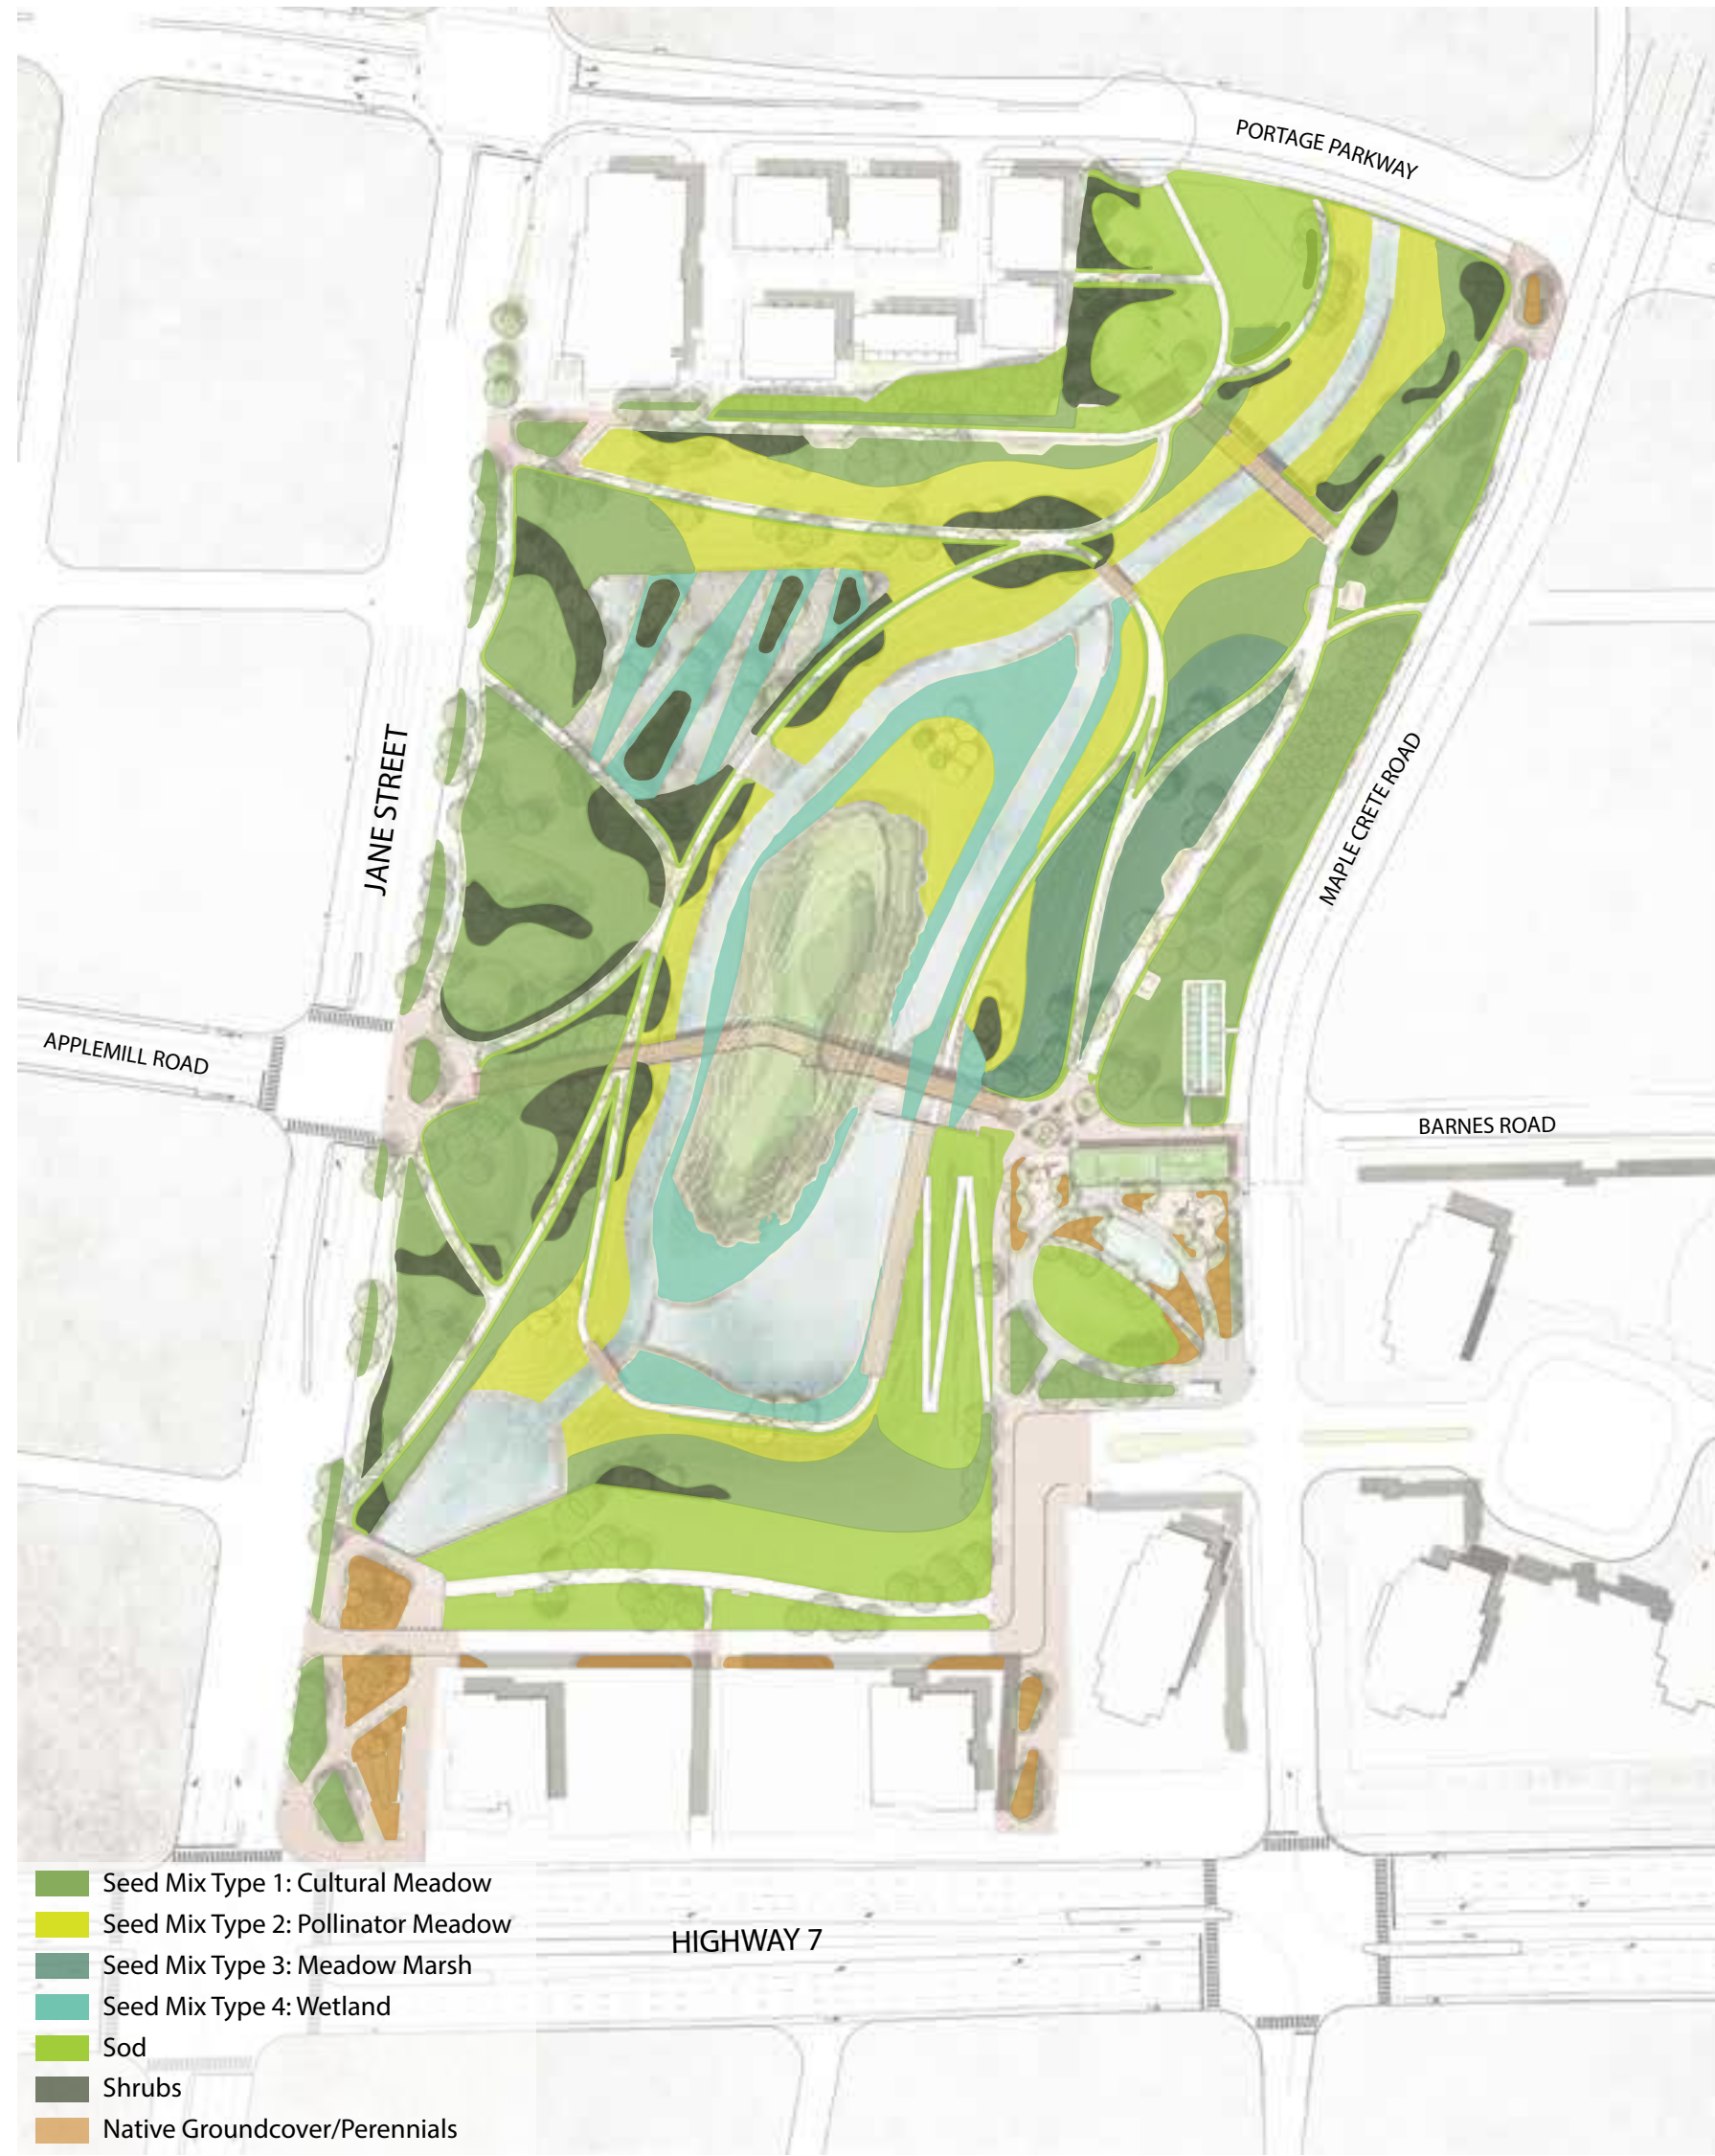 PORTAGE PARKWAY
JANE STREET
MAPLE CRETE ROAD
APPLEMILL ROAD
BARNES ROAD
Seed Mix Type 1: Cultural Meadow
Seed Mix Type 2: Pollinator Meadow
Seed Mix Type 3: Meadow Marsh
Seed Mix Type 4: Wetland
Sod
Shrubs
Native Groundcover/Perennials
HIGHWAY 7